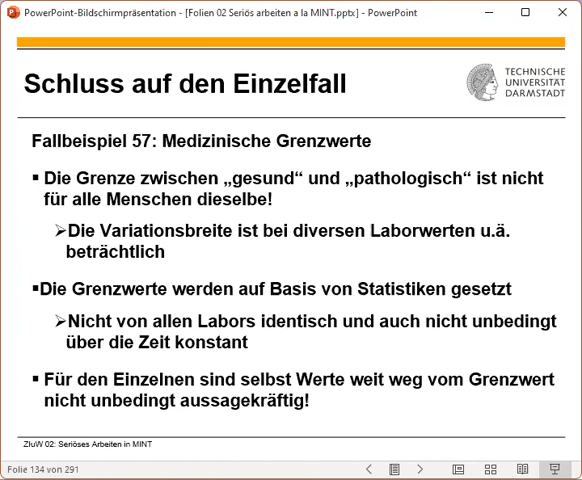 PowerPoint-Bildschirmpräsentation - [Folien 02 Seriös arbeiten a la MINT.pptx] - PowerPoint
Schluss auf den Einzelfall
TECHNISCHE
UNIVERSITÄT
DARMSTADT
Fallbeispiel 57: Medizinische Grenzwerte
▪ Die Grenze zwischen „gesund“ und „pathologisch“ ist nicht
für alle Menschen dieselbe!
➢Die Variationsbreite ist bei diversen Laborwerten u.ä.
beträchtlich
▪Die Grenzwerte werden auf Basis von Statistiken gesetzt
➢Nicht von allen Labors identisch und auch nicht unbedingt
über die Zeit konstant
▪ Für den Einzelnen sind selbst Werte weit weg vom Grenzwert
nicht unbedingt aussagekräftig!
ZIuW 02: Seriöses Arbeiten in MINT
Folie 134 von 291